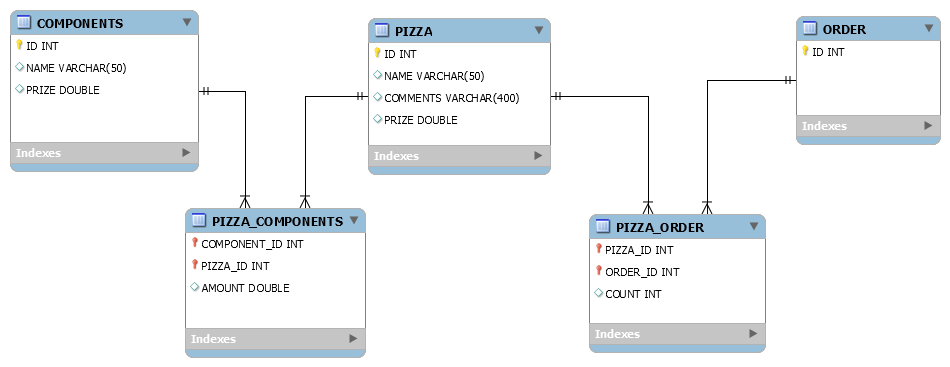 COMPONENTS
ID INT
NAME VARCHAR(50)
PRIZE DOUBLE
Indexes
PIZZA
ID INT
NAME VARCHAR(50)
COMMENTS VARCHAR(400)
PRIZE DOUBLE
Indexes
ORDER
ID INT
Indexes
PIZZA_COMPONENTS
COMPONENT_ID INT
PIZZA_ID INT
AMOUNT DOUBLE
Indexes
PIZZA_ORDER
PIZZA_ID INT
ORDER_ID INT
COUNT INT
Indexes